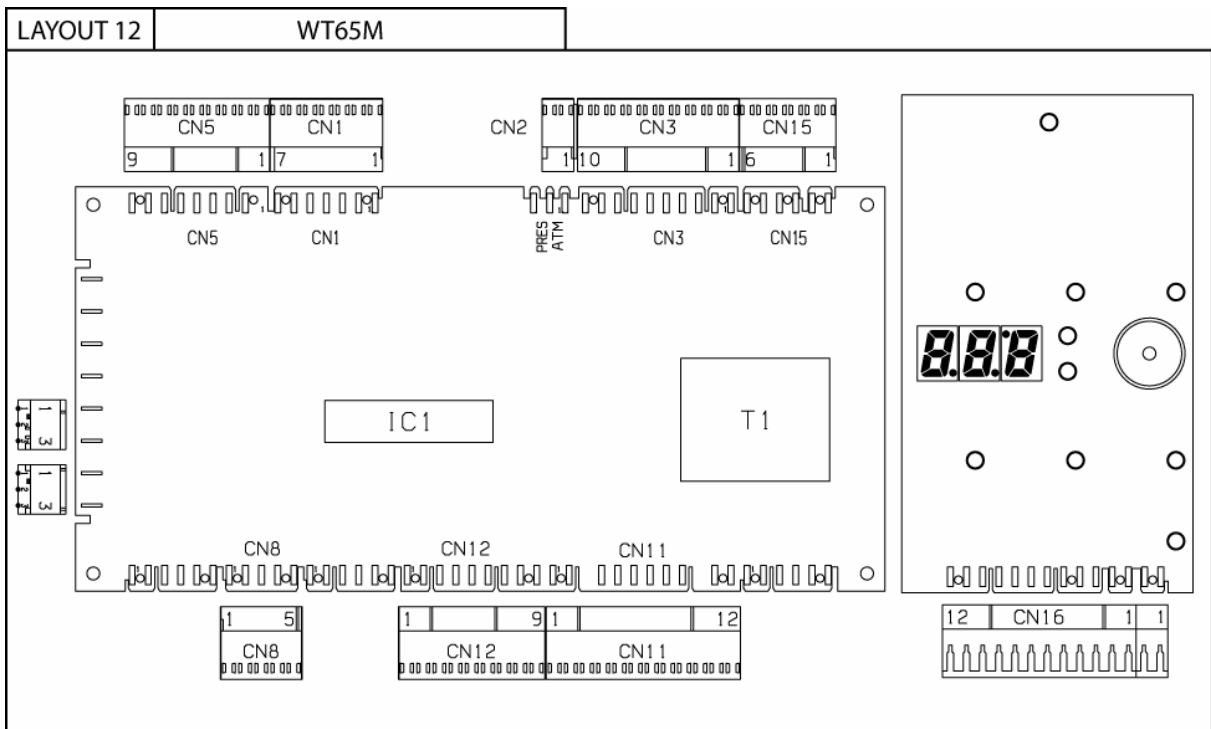 LAYOUT 12 WT65M
CN5 CN1 CN2 CN3 CN15
9 1 7 1 1 10 1 6 1
CN5 CN1 PRES ATM CN3 CN15
8.8.8
1 3
IC1 T1
1 3
CN8 CN12 CN11
1 5 1 9 1 12 12 CN16 1 1
CN8 CN12 CN11